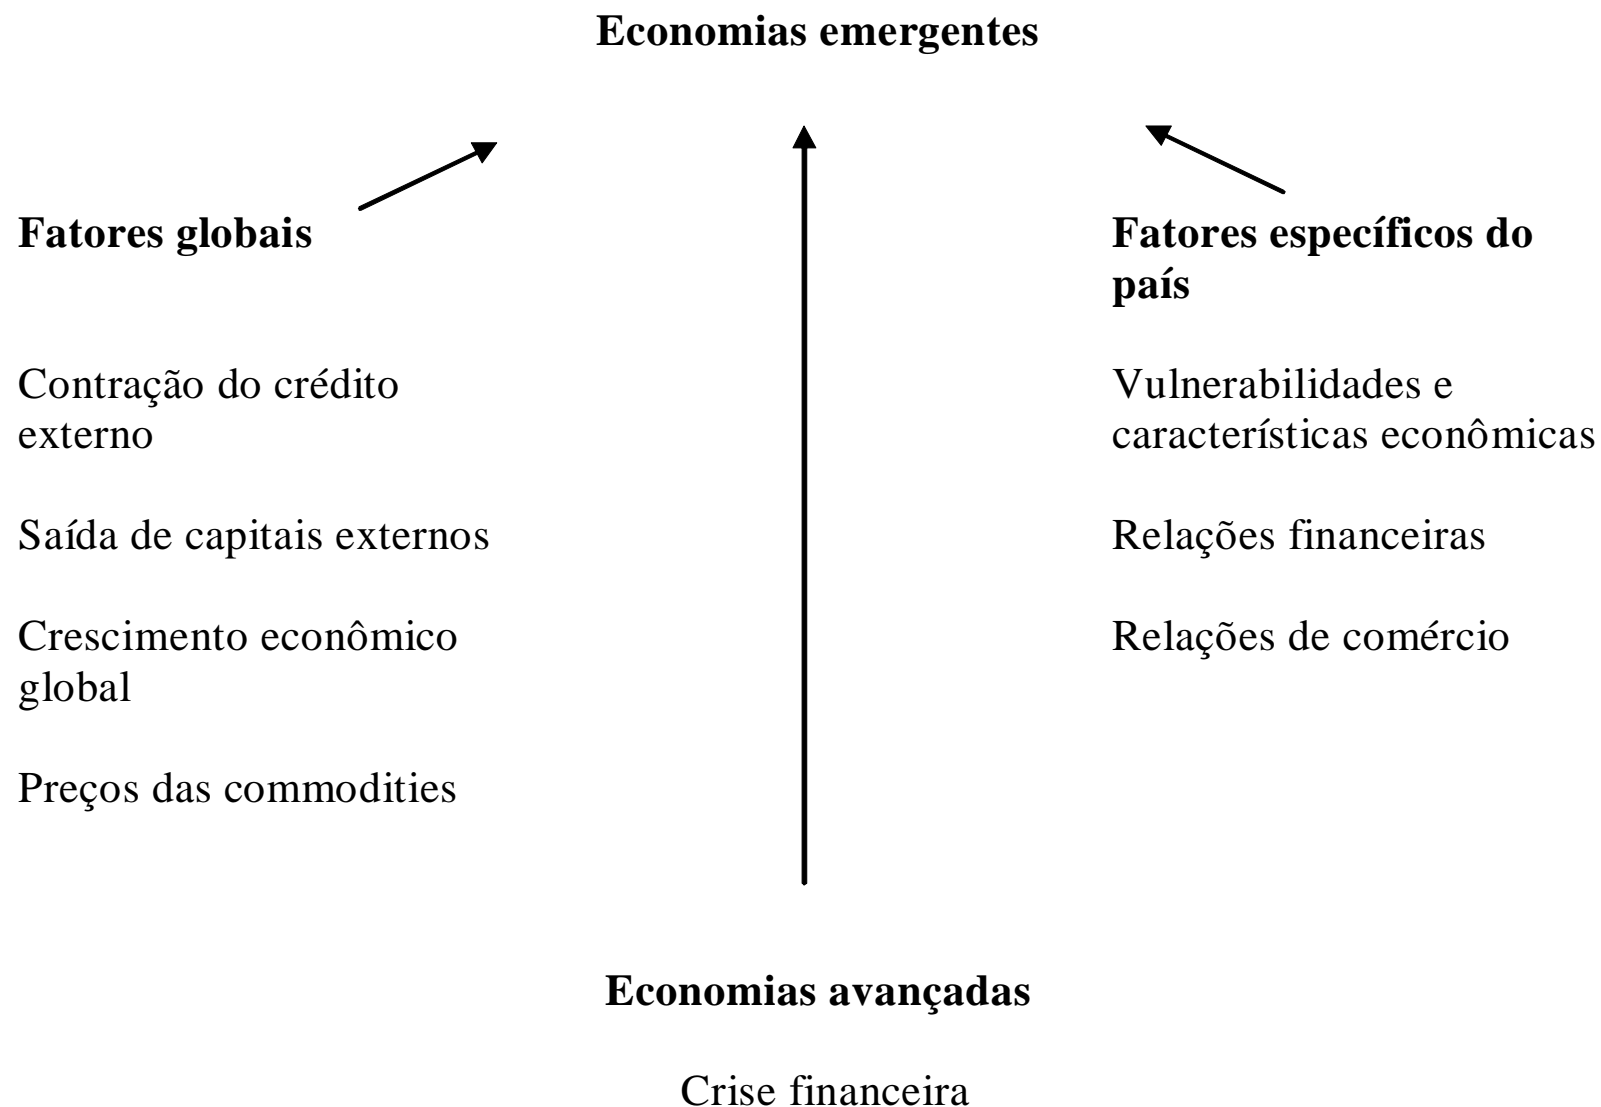 Economias emergentes
Fatores globais
Contração do crédito
externo
Saída de capitais externos
Crescimento econômico
global
Preços das commodities
Fatores específicos do
país
Vulnerabilidades e
características econômicas
Relações financeiras
Relações de comércio
Economias avançadas
Crise financeira